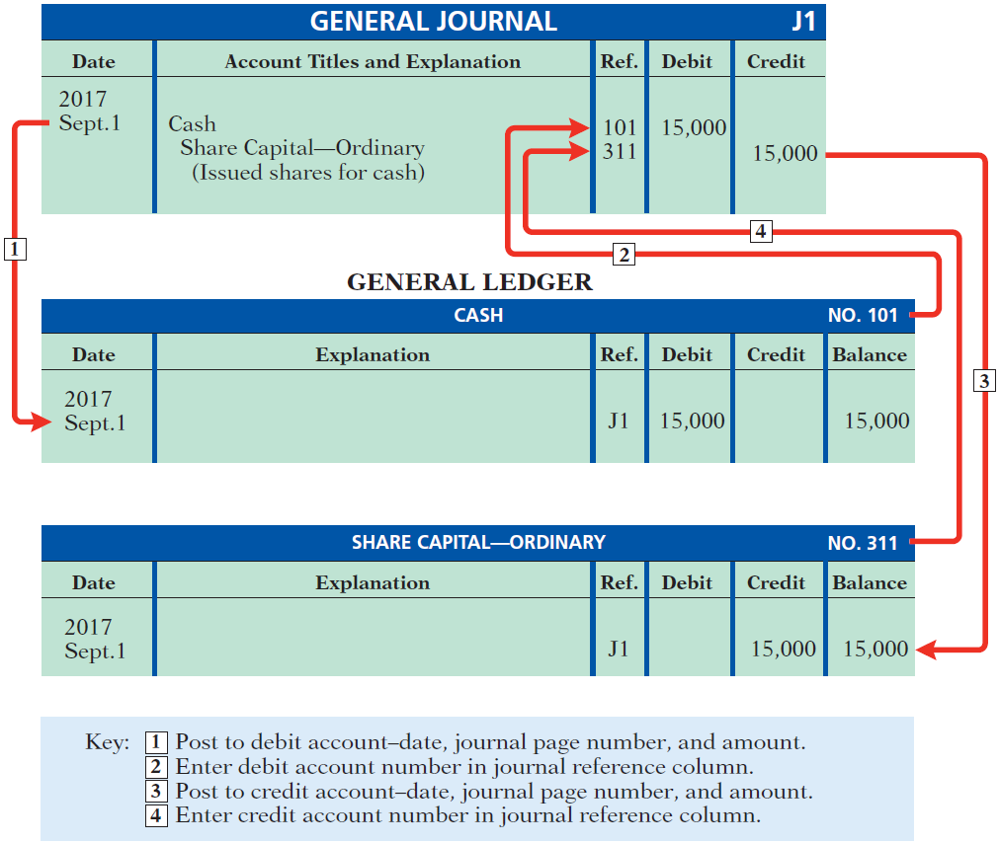 GENERAL JOURNAL J1
Date Account Titles and Explanation Ref. Debit Credit
2017
Sept.1 Cash 101 15,000
Share Capital—Ordinary 311 15,000
(Issued shares for cash)
4
1
2
GENERAL LEDGER
CASH NO. 101
Date Explanation Ref. Debit Credit Balance
3
2017
Sept.1 J1 15,000 15,000
SHARE CAPITAL—ORDINARY NO. 311
Date Explanation Ref. Debit Credit Balance
2017
Sept.1 J1 15,000 15,000
Key: 1 Post to debit account–date, journal page number, and amount.
2 Enter debit account number in journal reference column.
3 Post to credit account–date, journal page number, and amount.
4 Enter credit account number in journal reference column.